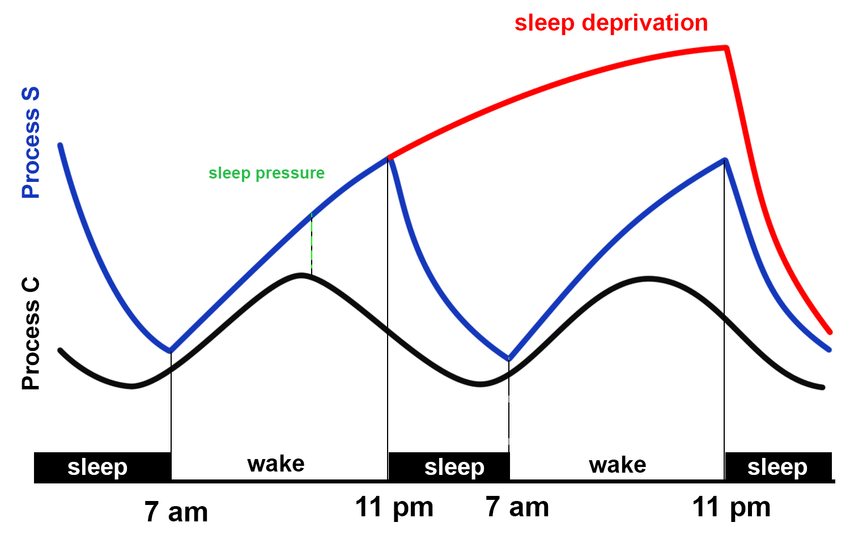 sleep deprivation
Process S
sleep pressure
Process C
sleep
wake
sleep
wake
sleep
7 am
11 pm
7 am
11 pm